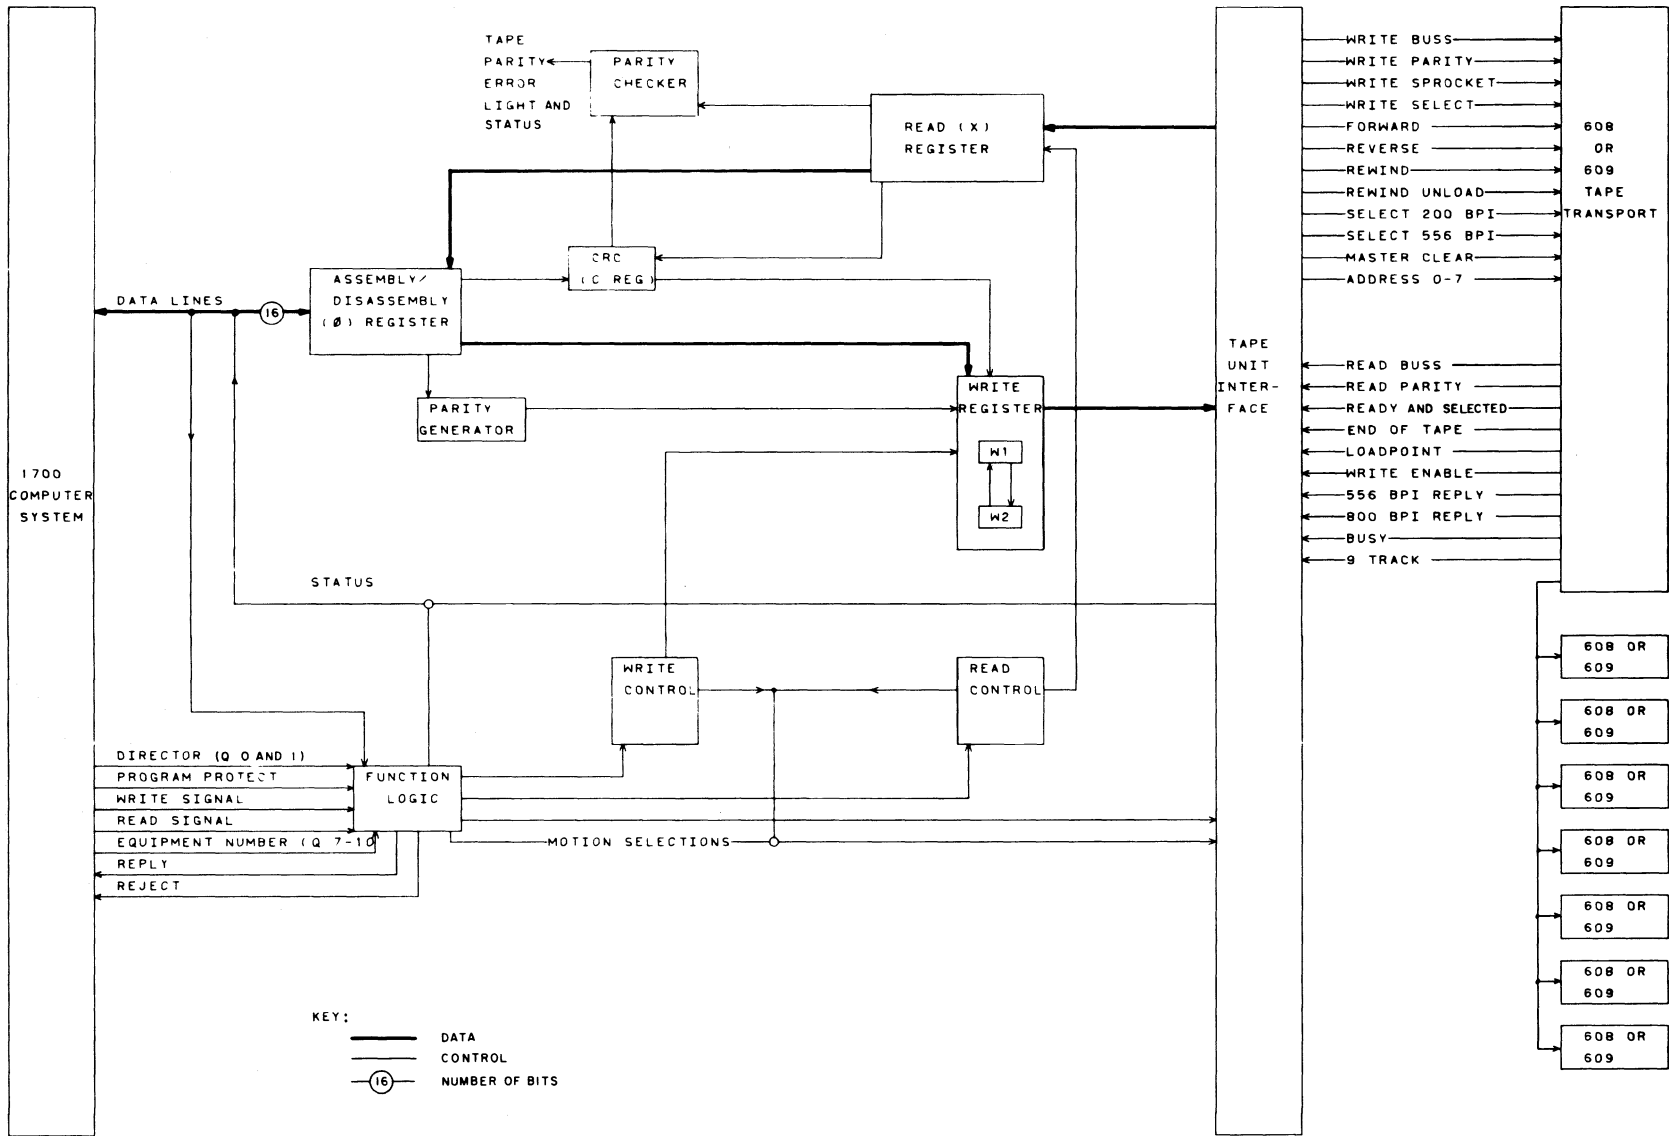 1700
COMPUTER
SYSTEM
DATA LINES
16
TAPE
PARITY
ERROR
LIGHT AND
STATUS
PARITY
CHECKER
READ (X)
REGISTER
CRC
(C REG)
ASSEMBLY/
DISASSEMBLY
(Ø) REGISTER
PARITY
GENERATOR
WRITE
REGISTER
W1
W2
STATUS
WRITE
CONTROL
READ
CONTROL
DIRECTOR (Q 0 AND 1)
PROGRAM PROTECT
WRITE SIGNAL
READ SIGNAL
EQUIPMENT NUMBER (Q 7-10
REPLY
REJECT
FUNCTION
LOGIC
MOTION SELECTIONS
TAPE
UNIT
INTER-
FACE
WRITE BUSS
WRITE PARITY
WRITE SPROCKET
WRITE SELECT
FORWARD
REVERSE
REWIND
REWIND UNLOAD
SELECT 200 BPI
SELECT 556 BPI
MASTER CLEAR
ADDRESS 0-7
READ BUSS
READ PARITY
READY AND SELECTED
END OF TAPE
LOADPOINT
WRITE ENABLE
556 BPI REPLY
800 BPI REPLY
BUSY
9 TRACK
608
OR
609
TAPE
TRANSPORT
608 OR
609
608 OR
609
608 OR
609
608 OR
609
608 OR
609
608 OR
609
608 OR
609
KEY:
DATA
CONTROL
16 NUMBER OF BITS